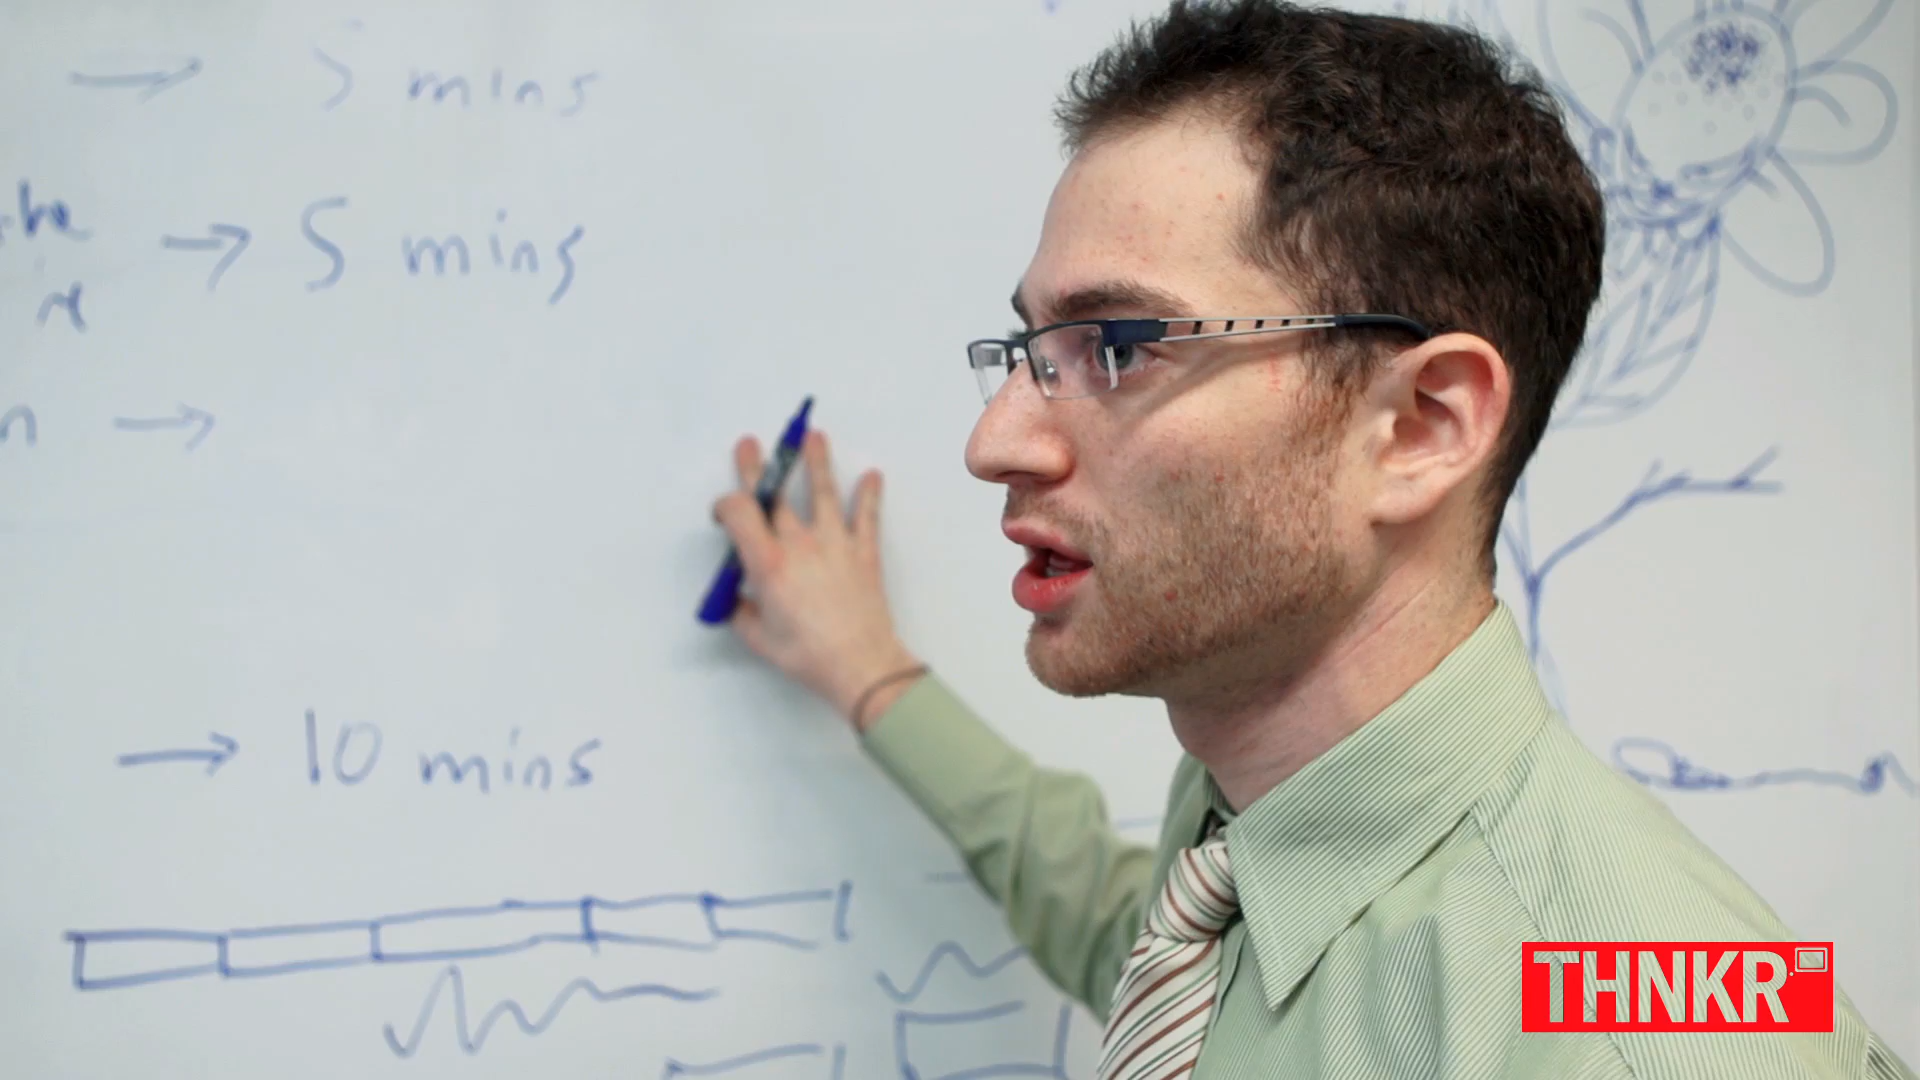 → 5 mins
→ 5 mins
n →
→ 10 mins
THNKR